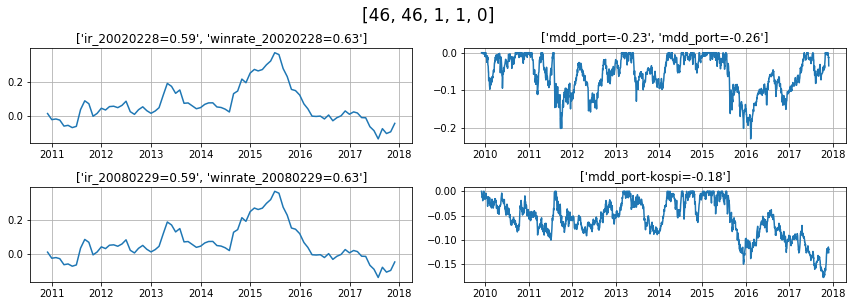 [46, 46, 1, 1, 0]
['ir_20020228=0.59', 'winrate_20020228=0.63']
0.2
0.0
2011 2012 2013 2014 2015 2016 2017 2018
['mdd_port=-0.23', 'mdd_port=-0.26']
0.0
−0.1
−0.2
2010 2011 2012 2013 2014 2015 2016 2017 2018
['ir_20080229=0.59', 'winrate_20080229=0.63']
0.2
0.0
2011 2012 2013 2014 2015 2016 2017 2018
['mdd_port-kospi=-0.18']
0.00
−0.05
−0.10
−0.15
2010 2011 2012 2013 2014 2015 2016 2017 2018